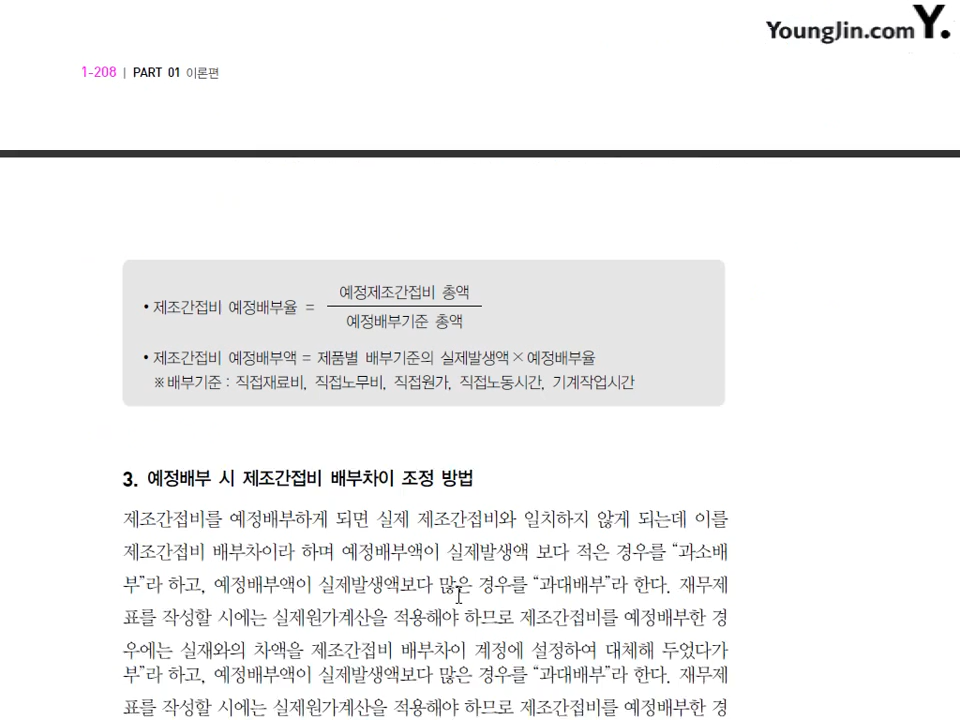 YoungJin.com Y.
1-208 | PART 01 이론편
• 제조간접비 예정배부율 = 예정제조간접비 총액
예정배부기준 총액
• 제조간접비 예정배부액 = 제품별 배부기준의 실제발생액×예정배부율
※배부기준 : 직접재료비, 직접노무비, 직접원가, 직접노동시간, 기계작업시간
3. 예정배부 시 제조간접비 배부차이 조정 방법
제조간접비를 예정배부하게 되면 실제 제조간접비와 일치하지 않게 되는데 이를
제조간접비 배부차이라 하며 예정배부액이 실제발생액 보다 적은 경우를 “과소배
부”라 하고, 예정배부액이 실제발생액보다 많은 경우를 “과대배부”라 한다. 재무제
표를 작성할 시에는 실제원가계산을 적용해야 하므로 제조간접비를 예정배부한 경
우에는 실재와의 차액을 제조간접비 배부차이 계정에 설정하여 대체해 두었다가
부”라 하고, 예정배부액이 실제발생액보다 많은 경우를 “과대배부”라 한다. 재무제
표를 작성할 시에는 실제원가계산을 적용해야 하므로 제조간접비를 예정배부한 경